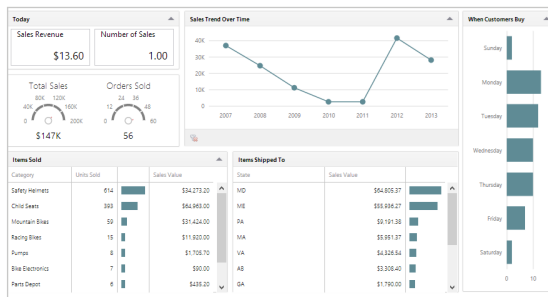 Today
Sales Revenue
$13.60
Number of Sales
1.00
Total Sales
0 40K 80K 120K 160K 200K
$147K
Orders Sold
0 12 24 36 48 60
56
Sales Trend Over Time
40K
30K
20K
10K
0
2007 2008 2009 2010 2011 2012 2013
When Customers Buy
Sunday
Monday
Tuesday
Wednesday
Thursday
Friday
Saturday
0 10
Items Sold
Category Units Sold Sales Value
Safety Helmets 614 $34,273.20
Child Seats 393 $64,963.00
Mountain Bikes 59 $31,424.00
Racing Bikes 15 $11,920.00
Pumps 8 $1,705.70
Bike Electronics 7 $90.00
Parts Depot 6 $439.20
Items Shipped To
State Sales Value
MD $64,805.37
ME $55,936.27
PA $9,191.38
MA $5,951.37
VA $4,326.54
AB $3,308.40
GA $1,790.00